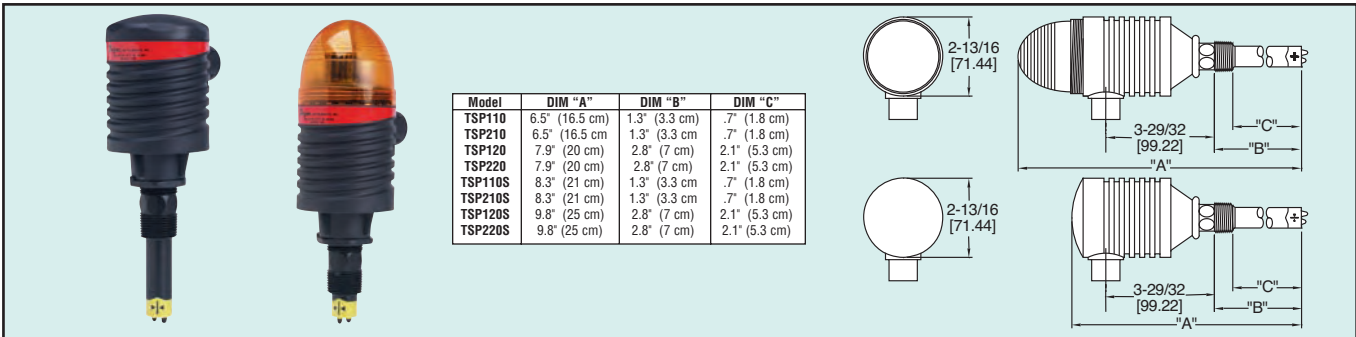 Model DIM “A” DIM “B” DIM “C”
TSP110 6.5" (16.5 cm) 1.3" (3.3 cm) .7" (1.8 cm)
TSP210 6.5" (16.5 cm 1.3" (3.3 cm .7" (1.8 cm)
TSP120 7.9" (20 cm) 2.8" (7 cm) 2.1" (5.3 cm)
TSP220 7.9" (20 cm) 2.8" (7 cm) 2.1" (5.3 cm)
TSP110S 8.3" (21 cm) 1.3" (3.3 cm .7" (1.8 cm)
TSP210S 8.3" (21 cm) 1.3" (3.3 cm .7" (1.8 cm)
TSP120S 9.8" (25 cm) 2.8" (7 cm) 2.1" (5.3 cm)
TSP220S 9.8" (25 cm) 2.8" (7 cm) 2.1" (5.3 cm)
2-13/16
[71.44]
3-29/32
[99.22]
"C"
"B"
"A"
2-13/16
[71.44]
3-29/32
[99.22]
"C"
"B"
"A"